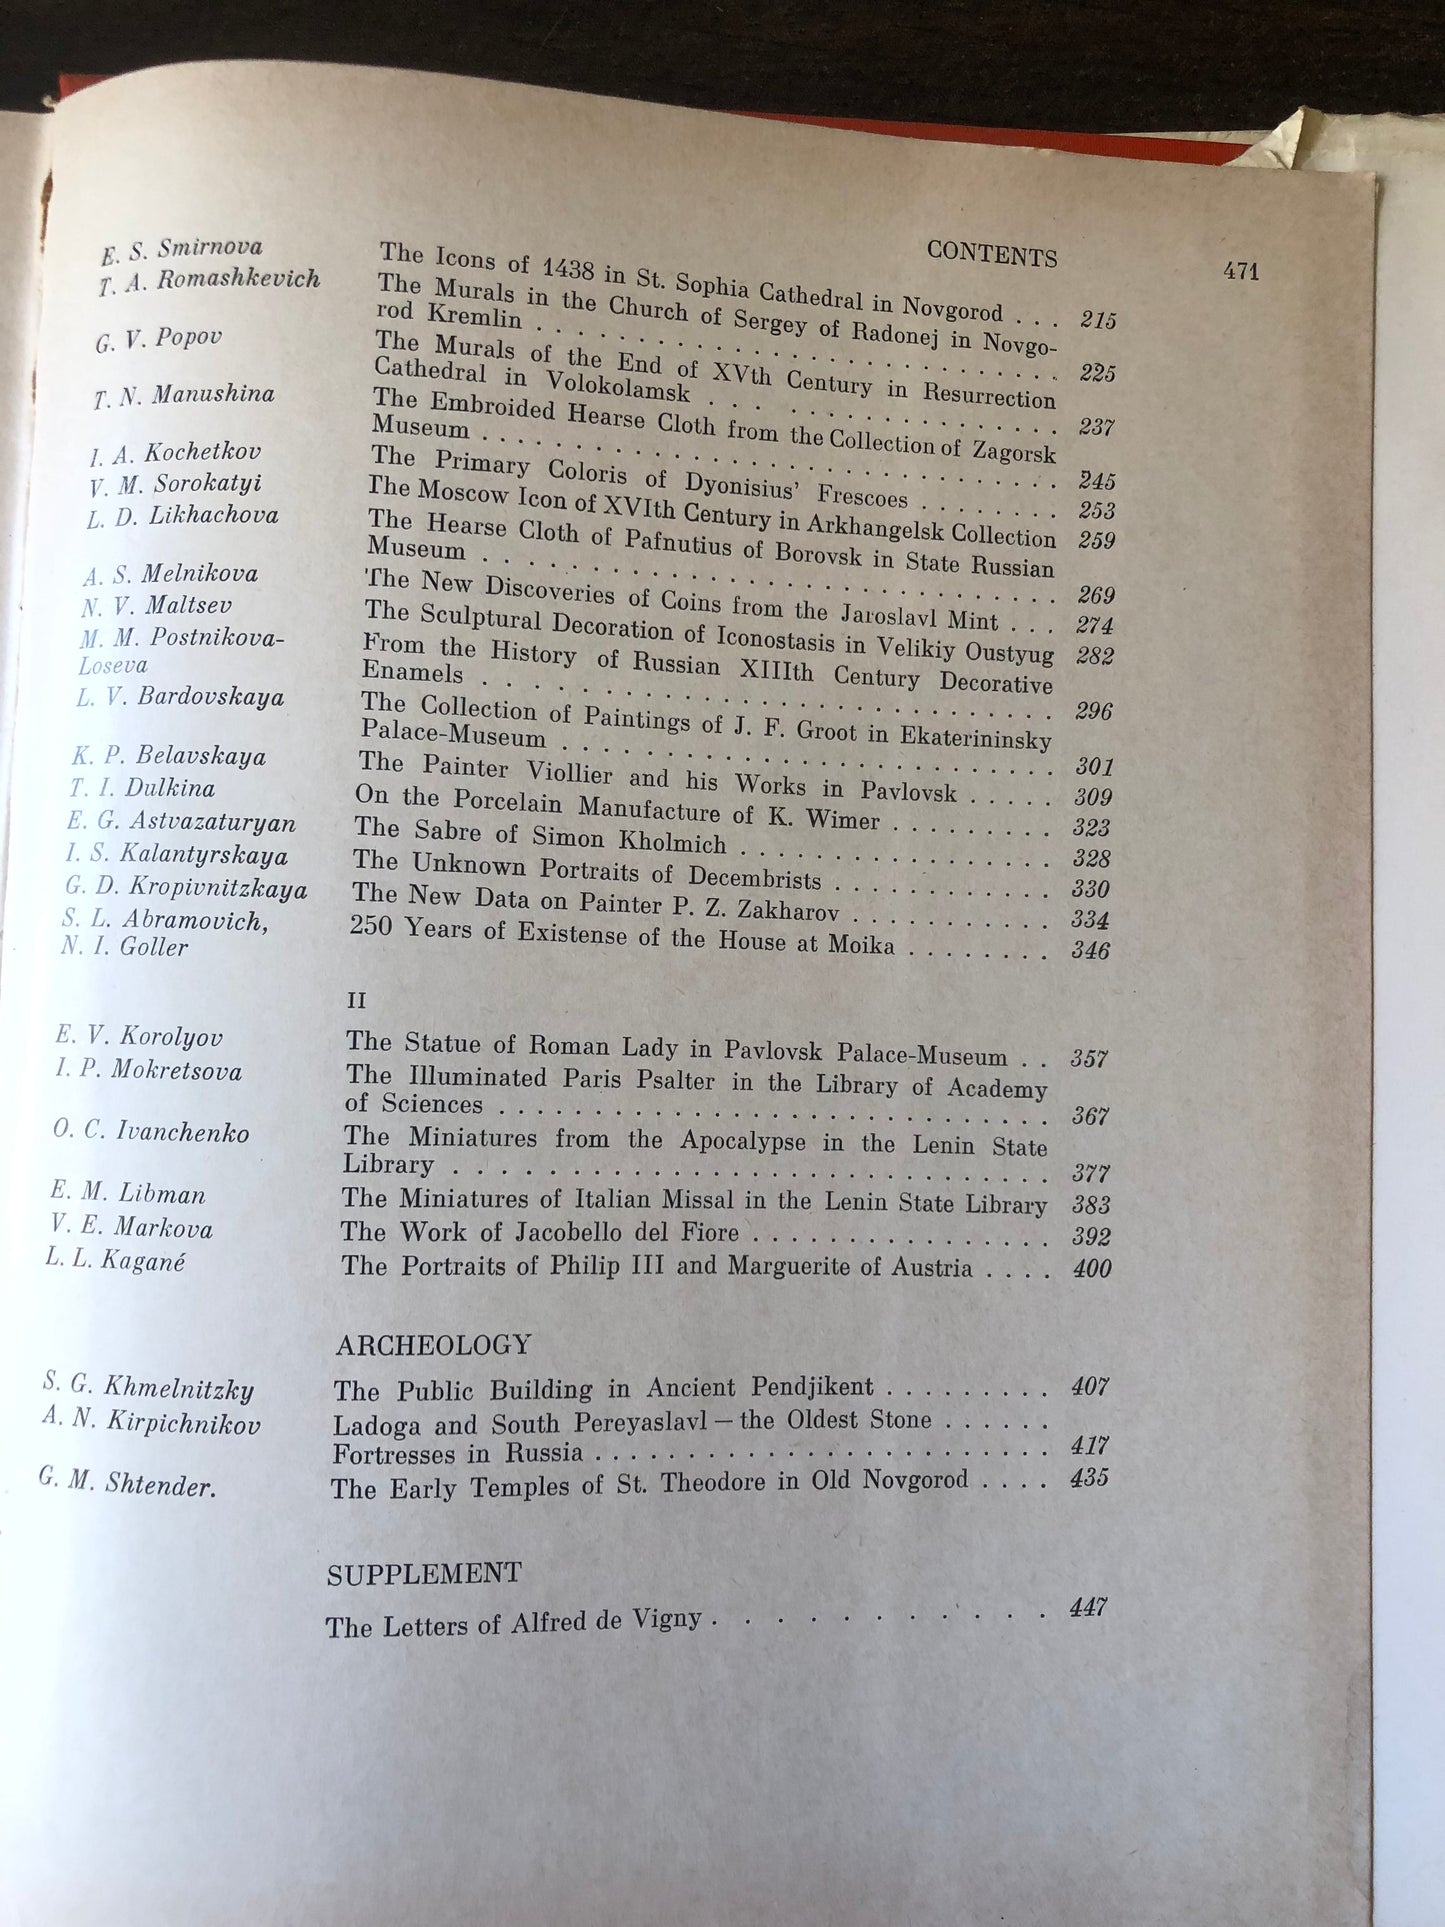 CONTENTS 471
E. S. Smirnova The Icons of 1438 in St. Sophia Cathedral in Novgorod . . . 215
T. A. Romashkevich The Murals in the Church of Sergey of Radonej in Novgo-
rod Kremlin . . . . . . . . . . . . . . . . . . . . . . 225
G. V. Popov The Murals of the End of XVth Century in Resurrection
Cathedral in Volokolamsk . . . . . . . . . . . . . . . . 237
T. N. Manushina The Embroided Hearse Cloth from the Collection of Zagorsk
Museum . . . . . . . . . . . . . . . . . . . . . . . . 245
I. A. Kochetkov The Primary Coloris of Dyonisius' Frescoes . . . . . . . . 253
V. M. Sorokatyi The Moscow Icon of XVIth Century in Arkhangelsk Collection 259
L. D. Likhachova The Hearse Cloth of Pafnutius of Borovsk in State Russian
Museum . . . . . . . . . . . . . . . . . . . . . . . . 269
A. S. Melnikova The New Discoveries of Coins from the Jaroslavl Mint . . . 274
N. V. Maltsev The Sculptural Decoration of Iconostasis in Velikiy Oustyug 282
M. M. Postnikova- From the History of Russian XIIIth Century Decorative
Loseva Enamels . . . . . . . . . . . . . . . . . . . . . . . . 296
L. V. Bardovskaya The Collection of Paintings of J. F. Groot in Ekaterininsky
Palace-Museum . . . . . . . . . . . . . . . . . . . . . 301
K. P. Belavskaya The Painter Viollier and his Works in Pavlovsk . . . . . 309
T. I. Dulkina On the Porcelain Manufacture of K. Wimer . . . . . . . . . 323
E. G. Astvazaturyan The Sabre of Simon Kholmich . . . . . . . . . . . . . . . 328
I. S. Kalantyrskaya The Unknown Portraits of Decembrists . . . . . . . . . . . 330
G. D. Kropivnitzkaya The New Data on Painter P. Z. Zakharov . . . . . . . . . . 334
S. L. Abramovich, 250 Years of Existense of the House at Moika . . . . . . . . 346
N. I. Goller
II
E. V. Korolyov The Statue of Roman Lady in Pavlovsk Palace-Museum . . 357
I. P. Mokretsova The Illuminated Paris Psalter in the Library of Academy
of Sciences . . . . . . . . . . . . . . . . . . . . . . . . 367
O. C. Ivanchenko The Miniatures from the Apocalypse in the Lenin State
Library . . . . . . . . . . . . . . . . . . . . . . . 377
E. M. Libman The Miniatures of Italian Missal in the Lenin State Library 383
V. E. Markova The Work of Jacobello del Fiore . . . . . . . . . . . . . . . . 392
L. L. Kagané The Portraits of Philip III and Marguerite of Austria . . . . 400
ARCHEOLOGY
S. G. Khmelnitzky The Public Building in Ancient Pendjikent . . . . . . . . . 407
A. N. Kirpichnikov Ladoga and South Pereyaslavl — the Oldest Stone . . . . . .
Fortresses in Russia . . . . . . . . . . . . . . . . . . . . . . . . 417
G. M. Shtender. The Early Temples of St. Theodore in Old Novgorod . . . . 435
SUPPLEMENT
The Letters of Alfred de Vigny . . . . . . . . . . . 447